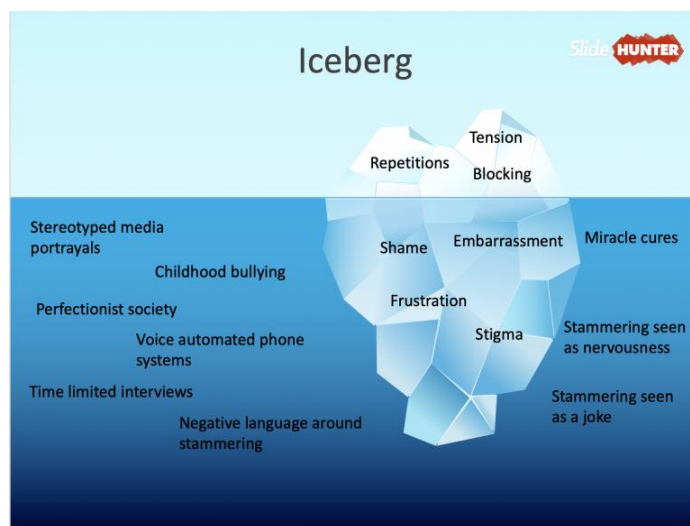 Iceberg
Slide HUNTER
Tension
Repetitions
Blocking
Stereotyped media
portrayals
Shame
Embarrassment
Miracle cures
Childhood bullying
Perfectionist society
Frustration
Voice automated phone
systems
Stigma
Stammering seen
as nervousness
Time limited interviews
Stammering seen
as a joke
Negative language around
stammering